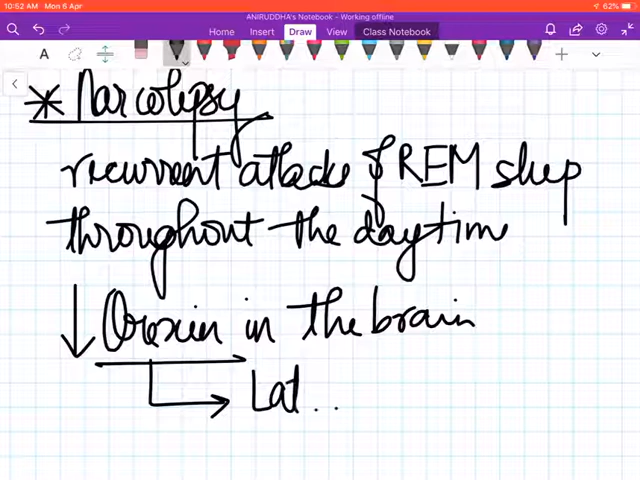 10:52 AM Mon 6 Apr
62%
ANIRUDDHA's Notebook - Working offline
Home Insert Draw View Class Notebook
A
* Narcolepsy
recurrent attacks of REM sleep
throughout the daytime
↓ Orexin in the brain
→ Lat ..